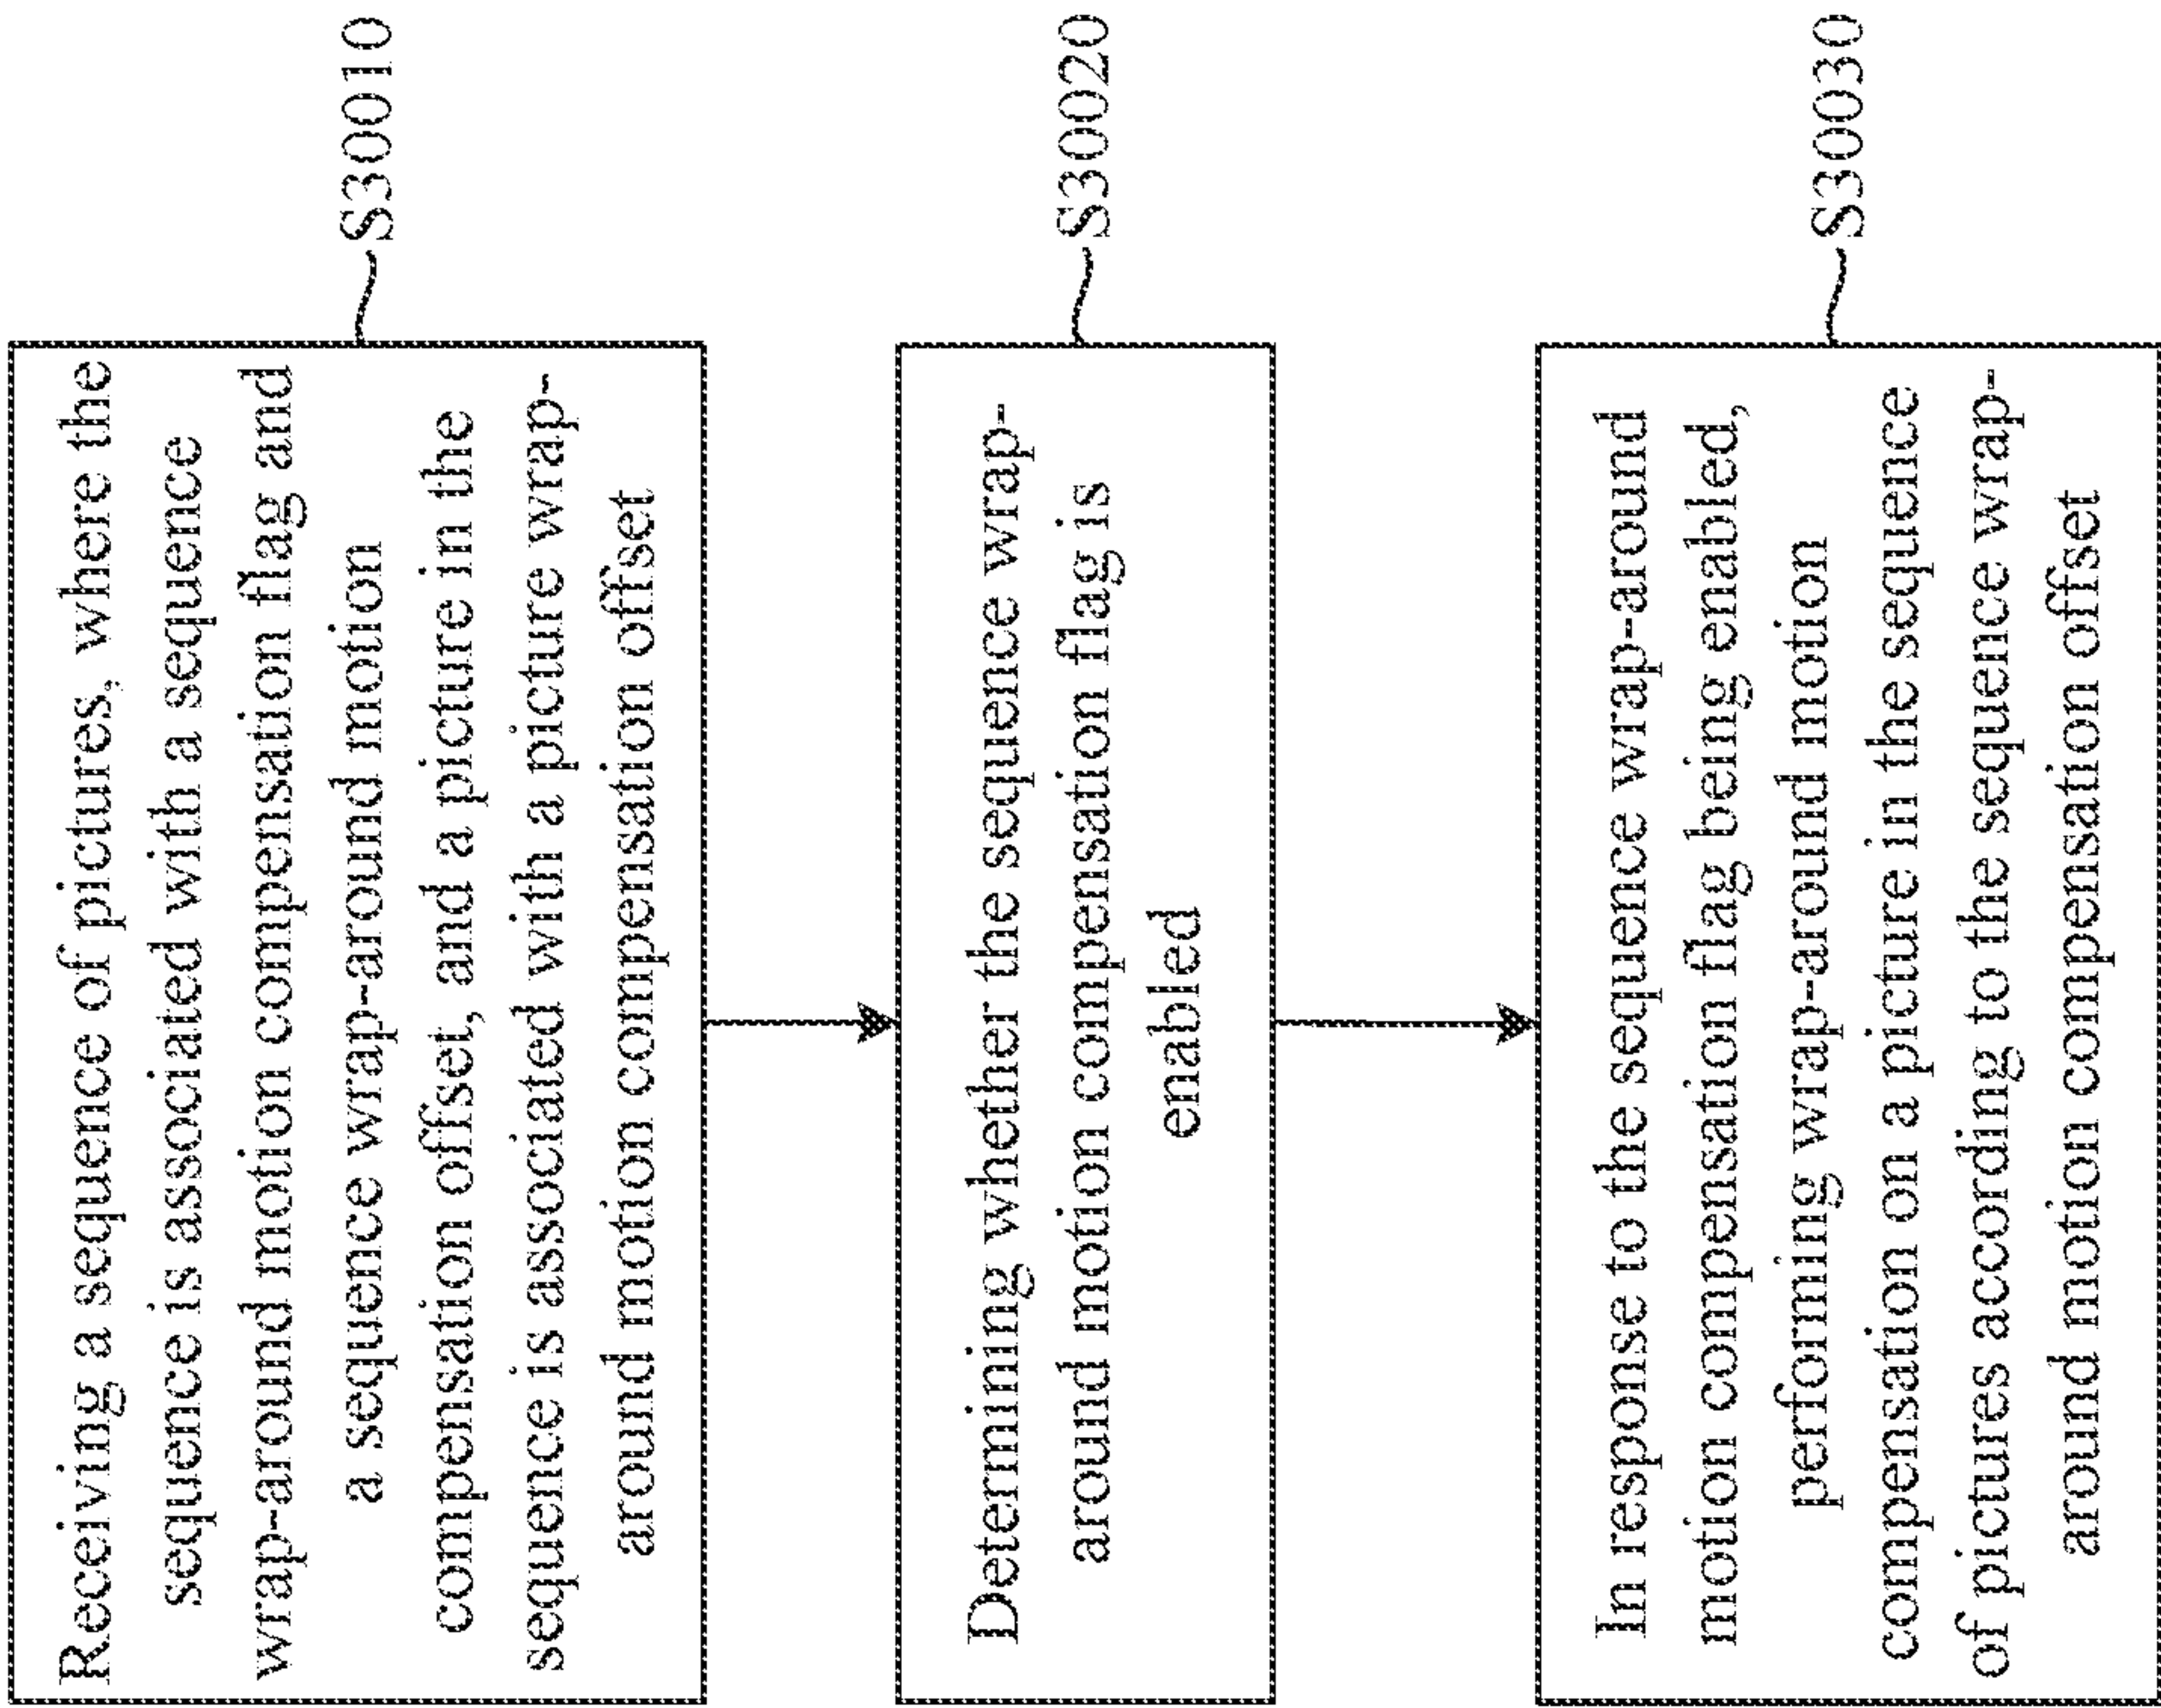 Receiving a sequence of pictures, where the
sequence is associated with a sequence
wrap-around motion compensation flag and
a sequence wrap-around motion
compensation offset, and a picture in the
sequence is associated with a picture wrap-
around motion compensation offset
S30010
Determining whether the sequence wrap-
around motion compensation flag is
enabled
S30020
In response to the sequence wrap-around
motion compensation flag being enabled,
performing wrap-around motion
compensation on a picture in the sequence
of pictures according to the sequence wrap-
around motion compensation offset
S30030